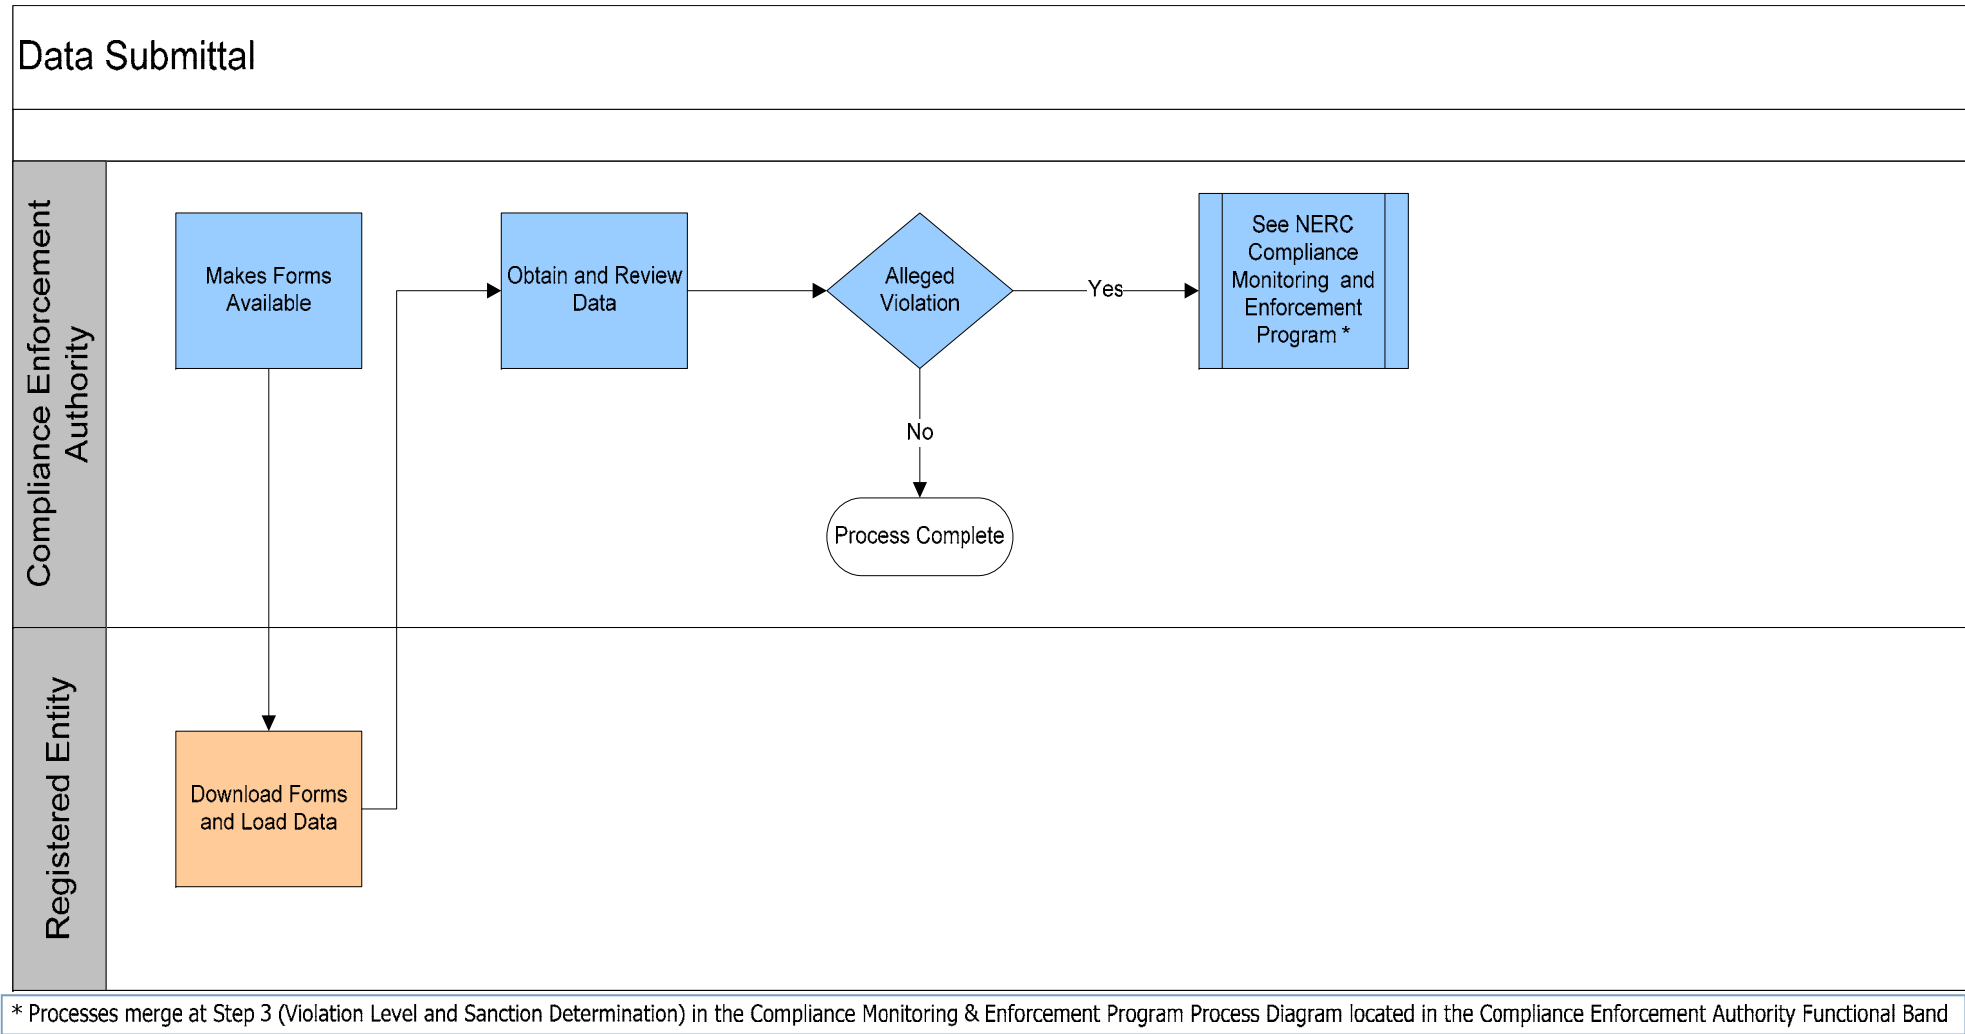 Data Submittal
Compliance Enforcement
Authority
Makes Forms
Available
Obtain and Review
Data
Alleged
Violation
Yes
See NERC
Compliance
Monitoring and
Enforcement
Program *
No
Process Complete
Registered Entity
Download Forms
and Load Data
* Processes merge at Step 3 (Violation Level and Sanction Determination) in the Compliance Monitoring & Enforcement Program Process Diagram located in the Compliance Enforcement Authority Functional Band